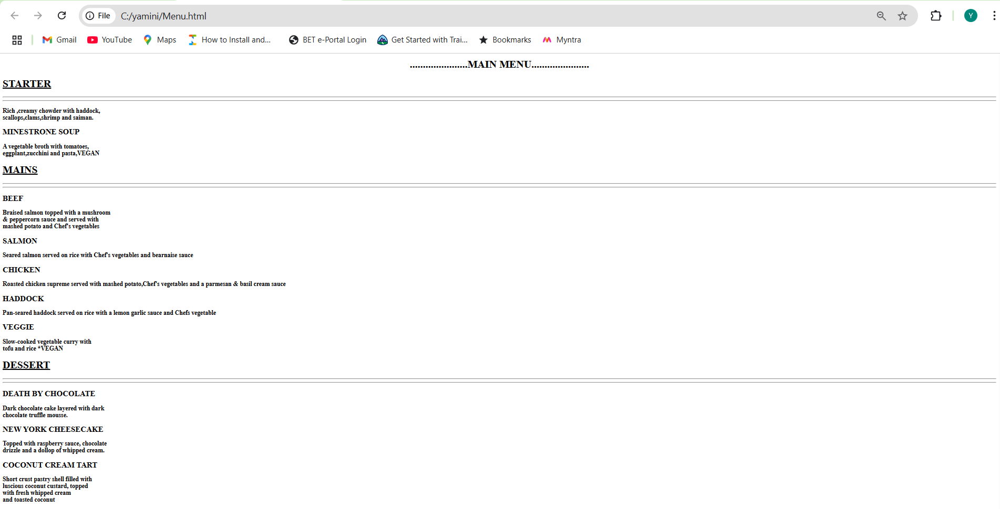 File C:/yamini/Menu.html Y
Gmail YouTube Maps How to Install and... BET e-Portal Login Get Started with Trai... Bookmarks Myntra
......................MAIN MENU......................
STARTER
Rich ,creamy chowder with haddock,
scallops,clams,shrimp and saiman.
MINESTRONE SOUP
A vegetable broth with tomatoes,
eggplant,zucchini and pasta,VEGAN
MAINS
BEEF
Braised salmon topped with a mushroom
& peppercorn sauce and served with
mashed potato and Chef's vegetables
SALMON
Seared salmon served on rice with Chef's vegetables and bearnaise sauce
CHICKEN
Roasted chicken supreme served with mashed potato,Chef's vegetables and a parmesan & basil cream sauce
HADDOCK
Pan-seared haddock served on rice with a lemon garlic sauce and Chefs vegetable
VEGGIE
Slow-cooked vegetable curry with
tofu and rice *VEGAN
DESSERT
DEATH BY CHOCOLATE
Dark chocolate cake layered with dark
chocolate truffle mousse.
NEW YORK CHEESECAKE
Topped with raspberry sauce, chocolate
drizzle and a dollop of whipped cream.
COCONUT CREAM TART
Short crust pastry shell filled with
luscious coconut custard, topped
with fresh whipped cream
and toasted coconut